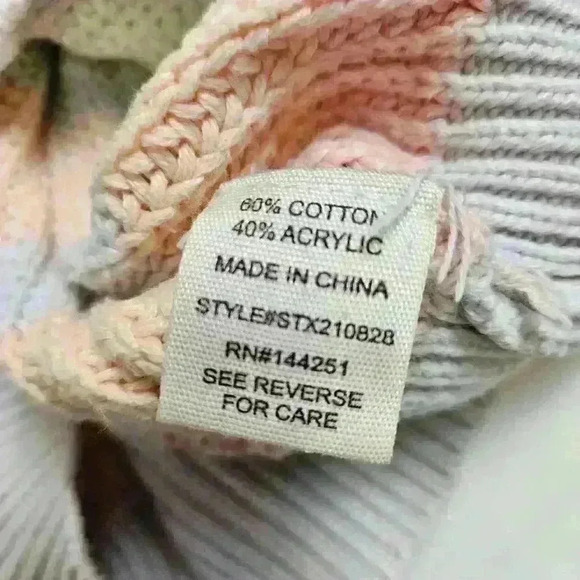 60% COTTON
40% ACRYLIC
MADE IN CHINA
STYLE#STX210828
RN#144251
SEE REVERSE
FOR CARE